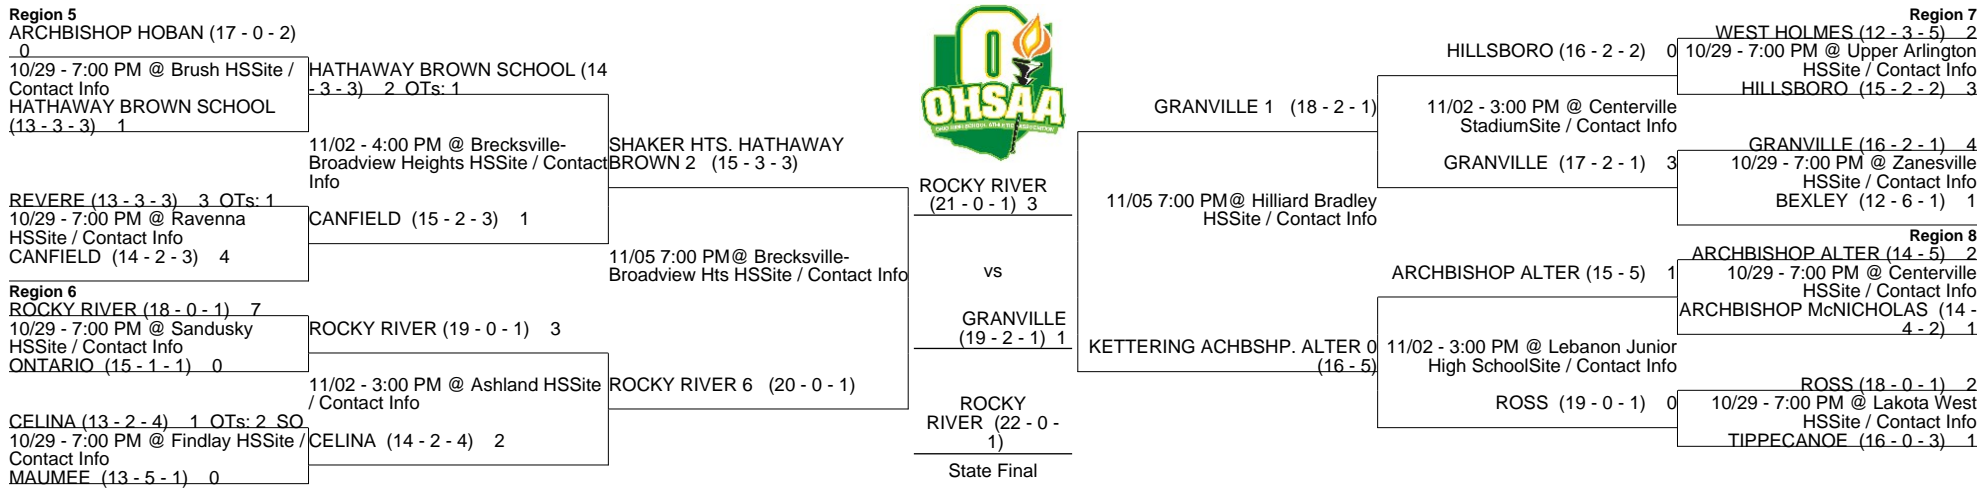 Region 5
ARCHBISHOP HOBAN (17 - 0 - 2)
0
10/29 - 7:00 PM @ Brush HSSite /
Contact Info
HATHAWAY BROWN SCHOOL
(13 - 3 - 3) 1
REVERE (13 - 3 - 3) 3 OTs: 1
10/29 - 7:00 PM @ Ravenna
HSSite / Contact Info
CANFIELD (14 - 2 - 3) 4
Region 6
ROCKY RIVER (18 - 0 - 1) 7
10/29 - 7:00 PM @ Sandusky
HSSite / Contact Info
ONTARIO (15 - 1 - 1) 0
CELINA (13 - 2 - 4) 1 OTs: 2 SO
10/29 - 7:00 PM @ Findlay HSSite /
Contact Info
MAUMEE (13 - 5 - 1) 0
HATHAWAY BROWN SCHOOL (14
- 3 - 3) 2 OTs: 1
11/02 - 4:00 PM @ Brecksville-
Broadview Heights HSSite / Contact
Info
CANFIELD (15 - 2 - 3) 1
ROCKY RIVER (19 - 0 - 1) 3
11/02 - 3:00 PM @ Ashland HSSite
/ Contact Info
CELINA (14 - 2 - 4) 2
SHAKER HTS. HATHAWAY
BROWN 2 (15 - 3 - 3)
11/05 7:00 PM@ Brecksville-
Broadview Hts HSSite / Contact Info
ROCKY RIVER 6 (20 - 0 - 1)
OHSAA
ROCKY RIVER
(21 - 0 - 1) 3
vs
GRANVILLE
(19 - 2 - 1) 1
ROCKY
RIVER (22 - 0 -
1)
State Final
GRANVILLE 1 (18 - 2 - 1)
11/05 7:00 PM@ Hilliard Bradley
HSSite / Contact Info
KETTERING ACHBSHP. ALTER 0
(16 - 5)
HILLSBORO (16 - 2 - 2) 0
11/02 - 3:00 PM @ Centerville
StadiumSite / Contact Info
GRANVILLE (17 - 2 - 1) 3
ARCHBISHOP ALTER (15 - 5) 1
11/02 - 3:00 PM @ Lebanon Junior
High SchoolSite / Contact Info
ROSS (19 - 0 - 1) 0
Region 7
WEST HOLMES (12 - 3 - 5) 2
10/29 - 7:00 PM @ Upper Arlington
HSSite / Contact Info
HILLSBORO (15 - 2 - 2) 3
GRANVILLE (16 - 2 - 1) 4
10/29 - 7:00 PM @ Zanesville
HSSite / Contact Info
BEXLEY (12 - 6 - 1) 1
Region 8
ARCHBISHOP ALTER (14 - 5) 2
10/29 - 7:00 PM @ Centerville
HSSite / Contact Info
ARCHBISHOP McNICHOLAS (14 -
4 - 2) 1
ROSS (18 - 0 - 1) 2
10/29 - 7:00 PM @ Lakota West
HSSite / Contact Info
TIPPECANOE (16 - 0 - 3) 1